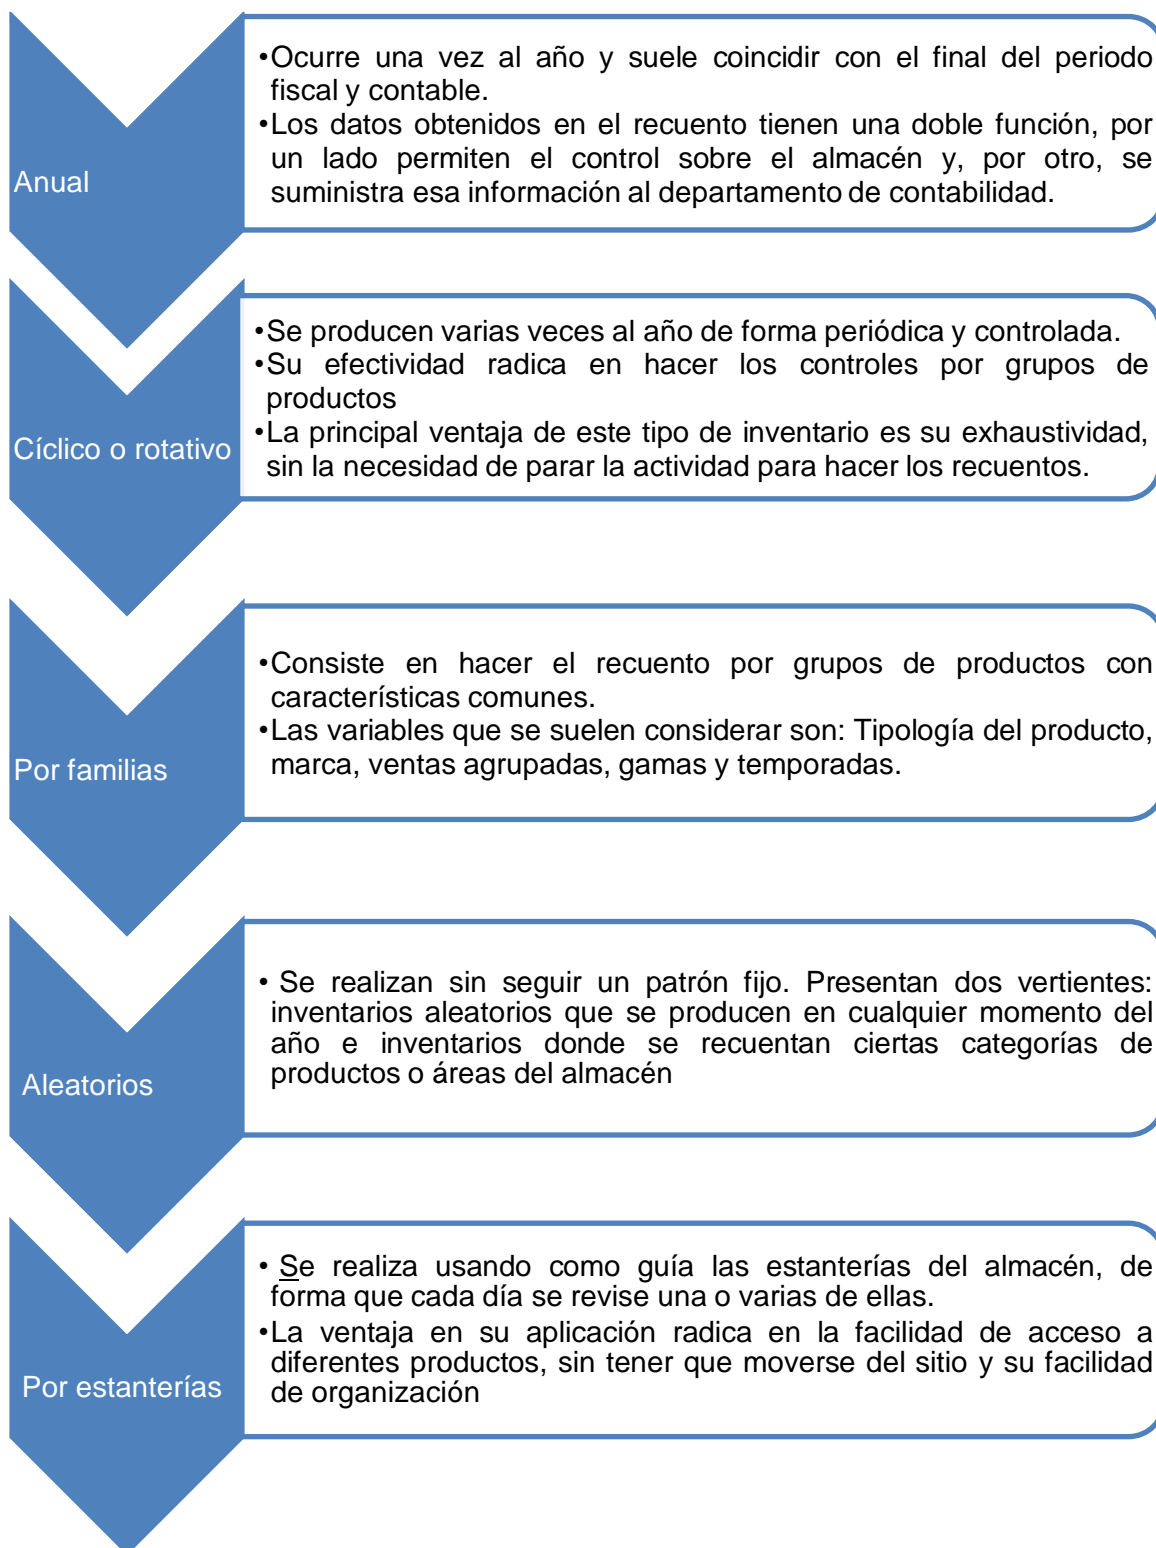 Anual
•Ocurre una vez al año y suele coincidir con el final del periodo
fiscal y contable.
•Los datos obtenidos en el recuento tienen una doble función, por
un lado permiten el control sobre el almacén y, por otro, se
suministra esa información al departamento de contabilidad.
Cíclico o rotativo
•Se producen varias veces al año de forma periódica y controlada.
•Su efectividad radica en hacer los controles por grupos de
productos
•La principal ventaja de este tipo de inventario es su exhaustividad,
sin la necesidad de parar la actividad para hacer los recuentos.
Por familias
•Consiste en hacer el recuento por grupos de productos con
características comunes.
•Las variables que se suelen considerar son: Tipología del producto,
marca, ventas agrupadas, gamas y temporadas.
Aleatorios
• Se realizan sin seguir un patrón fijo. Presentan dos vertientes:
inventarios aleatorios que se producen en cualquier momento del
año e inventarios donde se recuentan ciertas categorías de
productos o áreas del almacén
Por estanterías
• Se realiza usando como guía las estanterías del almacén, de
forma que cada día se revise una o varias de ellas.
•La ventaja en su aplicación radica en la facilidad de acceso a
diferentes productos, sin tener que moverse del sitio y su facilidad
de organización